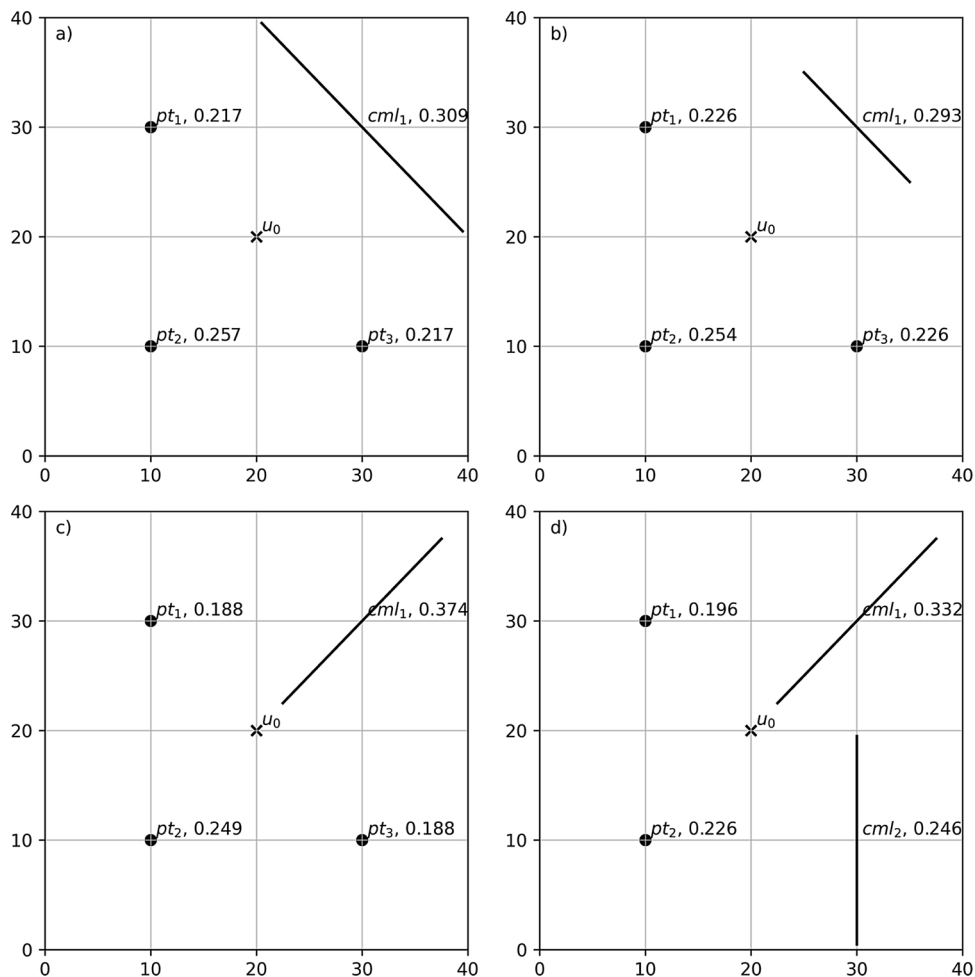 40
a)
pt₁, 0.217
cml₁, 0.309
30
u₀
20
pt₂, 0.257
pt₃, 0.217
10
0
0 10 20 30 40
40
b)
pt₁, 0.226
cml₁, 0.293
30
u₀
20
pt₂, 0.254
pt₃, 0.226
10
0
0 10 20 30 40
40
c)
pt₁, 0.188
cml₁, 0.374
30
u₀
20
pt₂, 0.249
pt₃, 0.188
10
0
0 10 20 30 40
40
d)
pt₁, 0.196
cml₁, 0.332
30
u₀
20
pt₂, 0.226
cml₂, 0.246
10
0
0 10 20 30 40